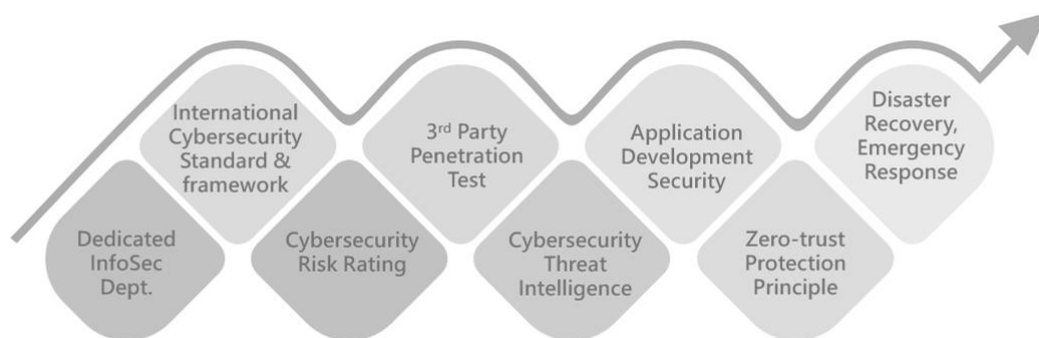 Dedicated
InfoSec
Dept.
International
Cybersecurity
Standard &
framework
Cybersecurity
Risk Rating
3rd Party
Penetration
Test
Cybersecurity
Threat
Intelligence
Application
Development
Security
Zero-trust
Protection
Principle
Disaster
Recovery,
Emergency
Response